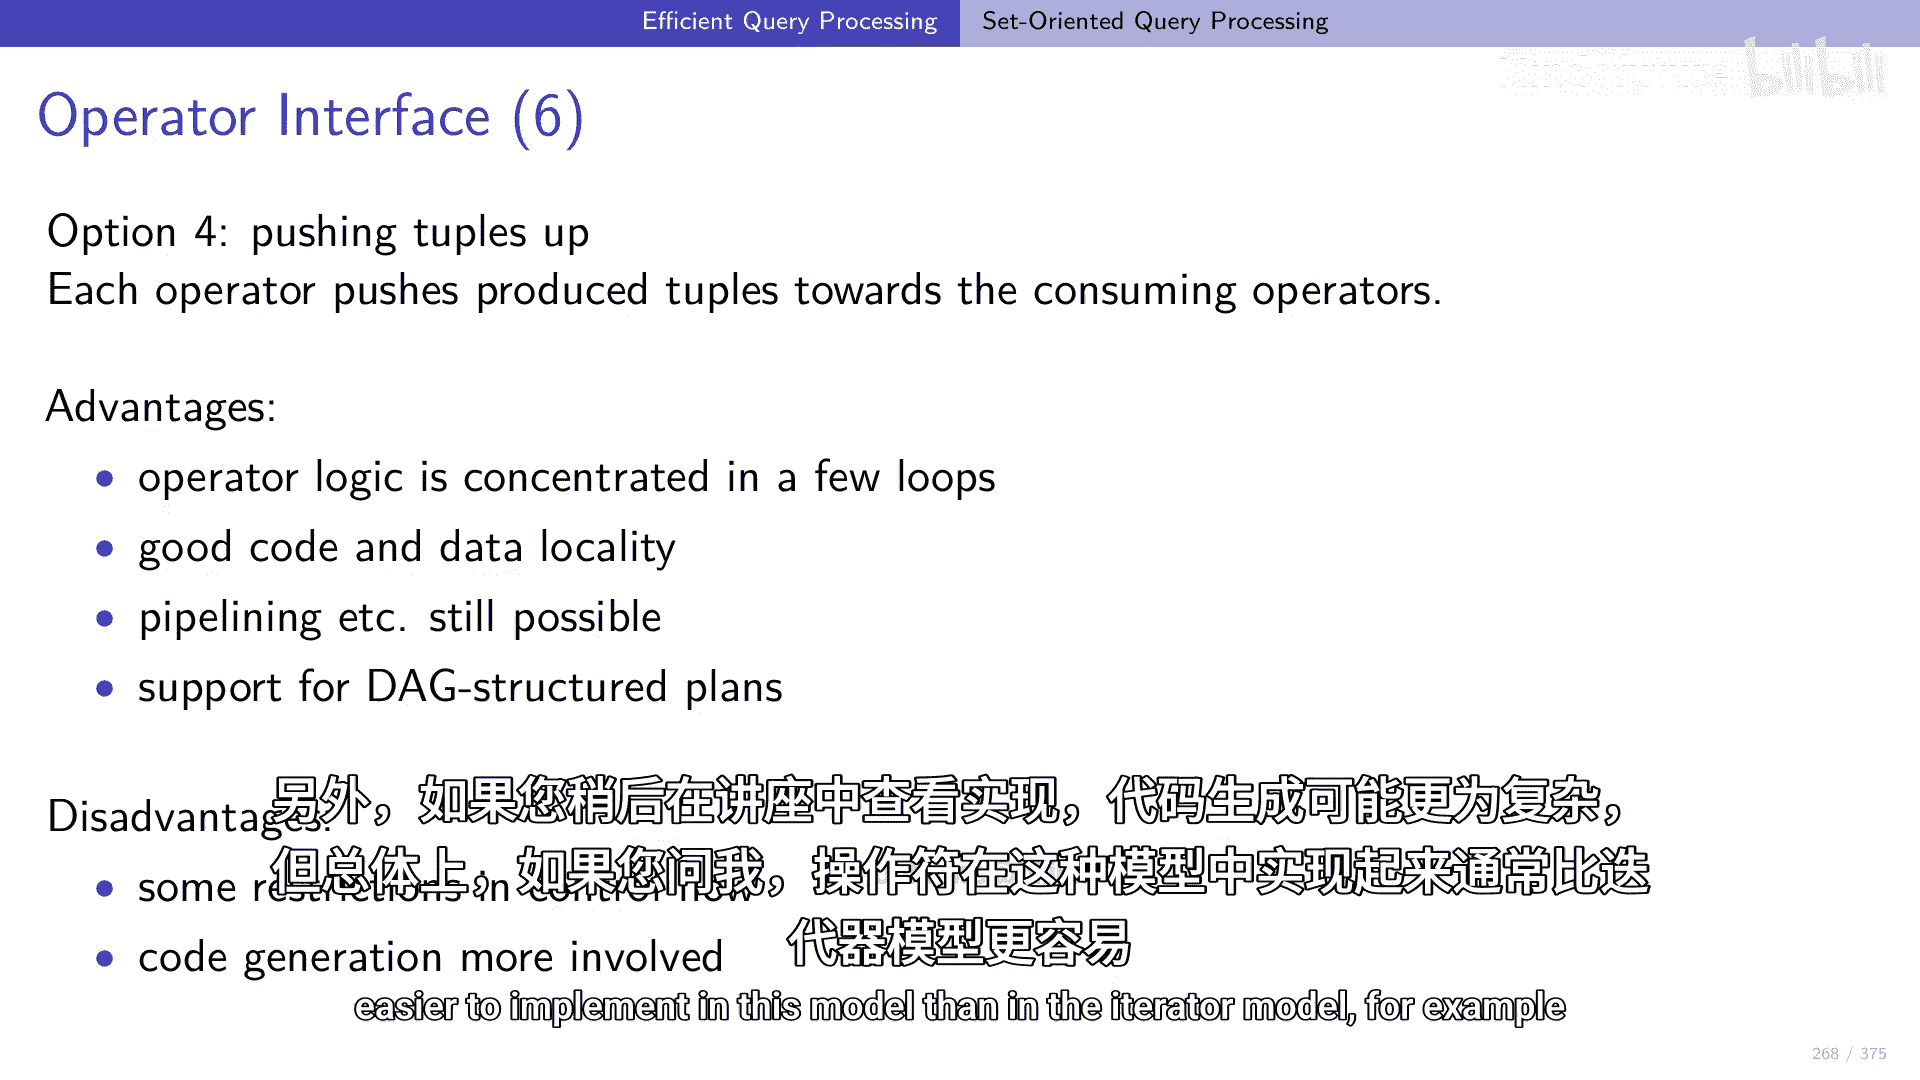 Efficient Query Processing
Set-Oriented Query Processing
bilibili
Operator Interface (6)
Option 4: pushing tuples up
Each operator pushes produced tuples towards the consuming operators.
Advantages:
• operator logic is concentrated in a few loops
• good code and data locality
• pipelining etc. still possible
• support for DAG-structured plans
Disadvantages:
• some restrictions in control flow
• code generation more involved
另外，如果您稍后在讲座中查看实现，代码生成可能更为复杂，
但总体上，如果您问我，操作符在这种模型中实现起来通常比迭
代器模型更容易
easier to implement in this model than in the iterator model, for example
268 / 375